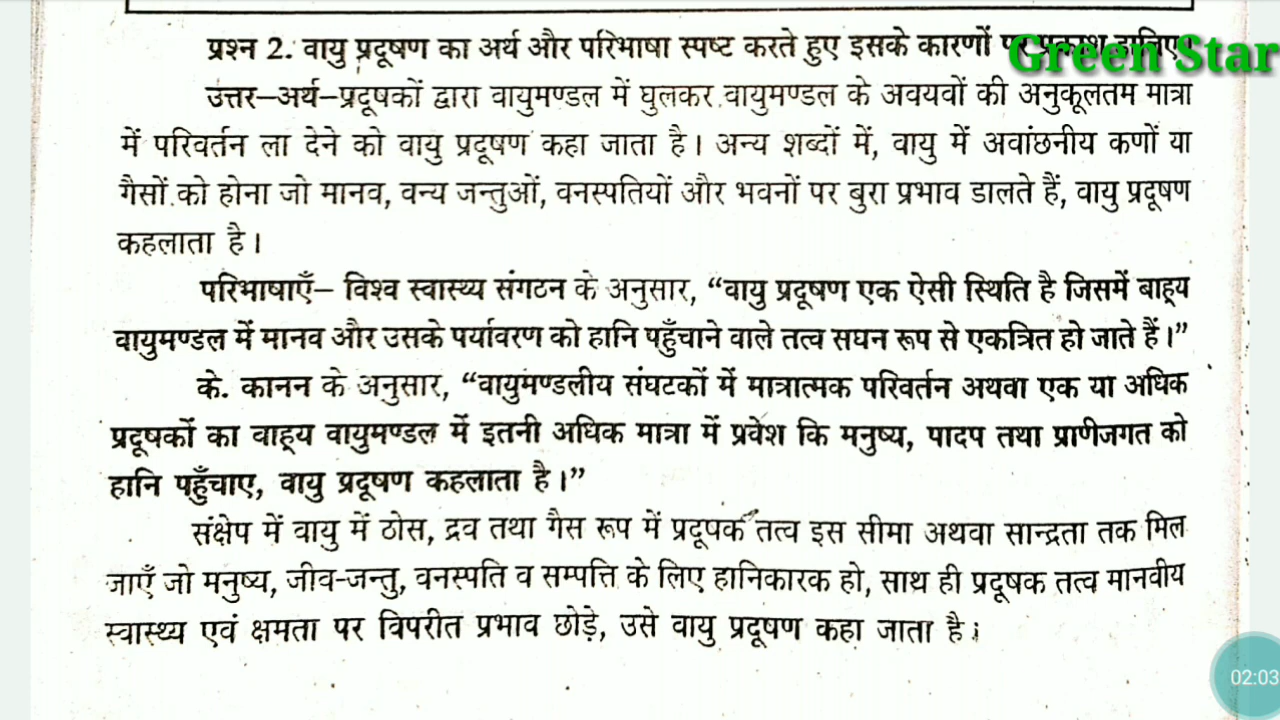 प्रश्न 2. वायु प्रदूषण का अर्थ और परिभाषा स्पष्ट करते हुए इसके कारणों
Green Star
उत्तर–अर्थ–प्रदूषकों द्वारा वायुमण्डल में घुलकर वायुमण्डल के अवयवों की अनुकूलतम मात्रा
में परिवर्तन ला देने को वायु प्रदूषण कहा जाता है। अन्य शब्दों में, वायु में अवांछनीय कणों या
गैसों को होना जो मानव, वन्य जन्तुओं, वनस्पतियों और भवनों पर बुरा प्रभाव डालते हैं, वायु प्रदूषण
कहलाता है।
परिभाषाएँ– विश्व स्वास्थ्य संगटन के अनुसार, “वायु प्रदूषण एक ऐसी स्थिति है जिसमें बाह्य
वायुमण्डल में मानव और उसके पर्यावरण को हानि पहुँचाने वाले तत्व सघन रूप से एकत्रित हो जाते हैं।”
के. कानन के अनुसार, “वायुमण्डलीय संघटकों में मात्रात्मक परिवर्तन अथवा एक या अधिक
प्रदूषकों का वाह्य वायुमण्डल में इतनी अधिक मात्रा में प्रवेश कि मनुष्य, पादप तथा प्राणीजगत को
हानि पहुँचाए, वायु प्रदूषण कहलाता है।”
संक्षेप में वायु में ठोस, द्रव तथा गैस रूप में प्रदूषक तत्व इस सीमा अथवा सान्द्रता तक मिल
जाएँ जो मनुष्य, जीव-जन्तु, वनस्पति व सम्पत्ति के लिए हानिकारक हो, साथ ही प्रदूषक तत्व मानवीय
स्वास्थ्य एवं क्षमता पर विपरीत प्रभाव छोड़े, उसे वायु प्रदूषण कहा जाता है।
02:03